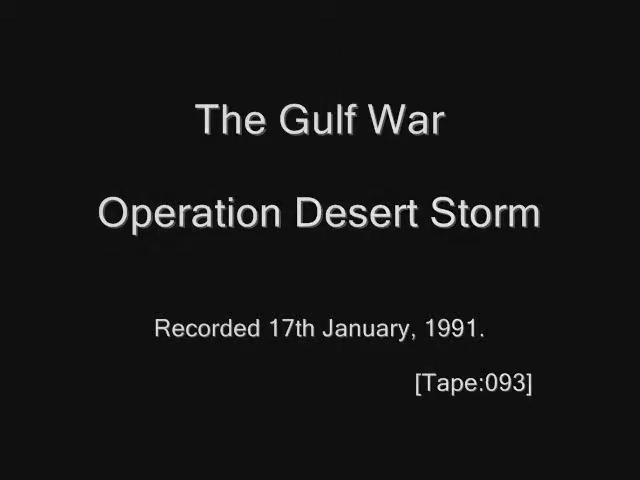 The Gulf War
Operation Desert Storm
Recorded 17th January, 1991.
[Tape:093]